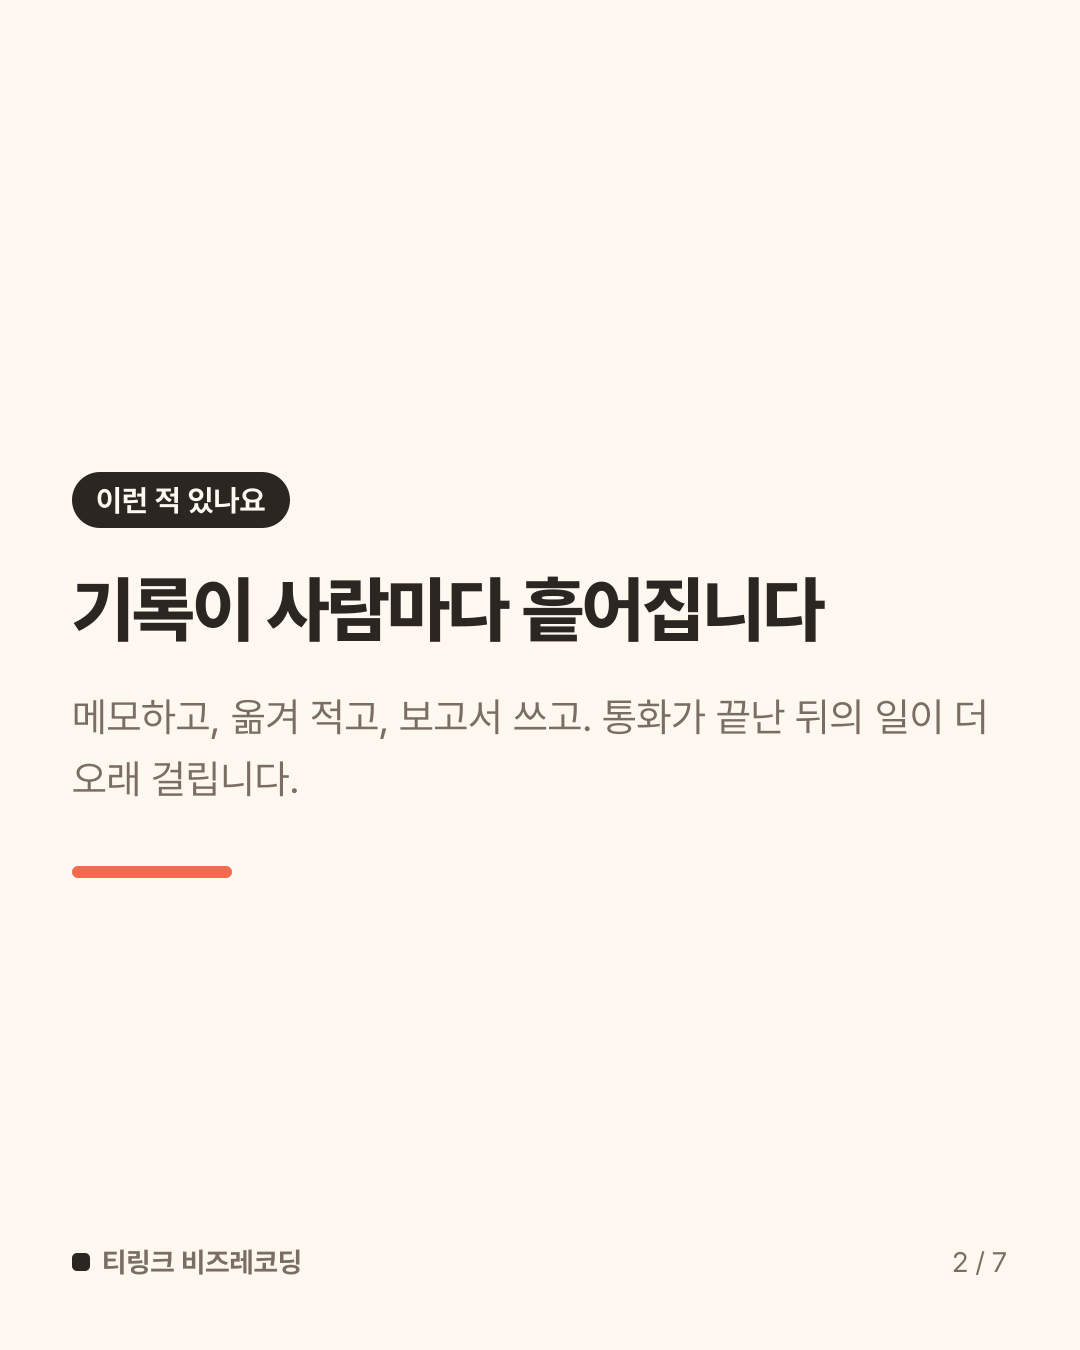 이런 적 있나요
기록이 사람마다 흩어집니다
메모하고, 옮겨 적고, 보고서 쓰고. 통화가 끝난 뒤의 일이 더
오래 걸립니다.
티링크 비즈레코딩
2 / 7